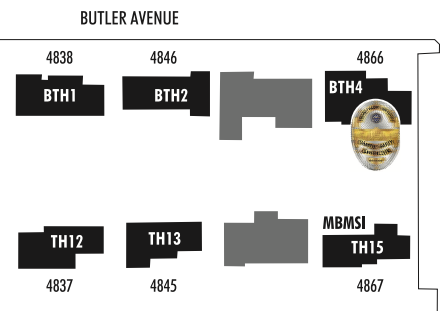 BUTLER AVENUE
4838 4846 4866
BTH1 BTH2 BTH4
MBMSI
TH12 TH13 TH15
4837 4845 4867